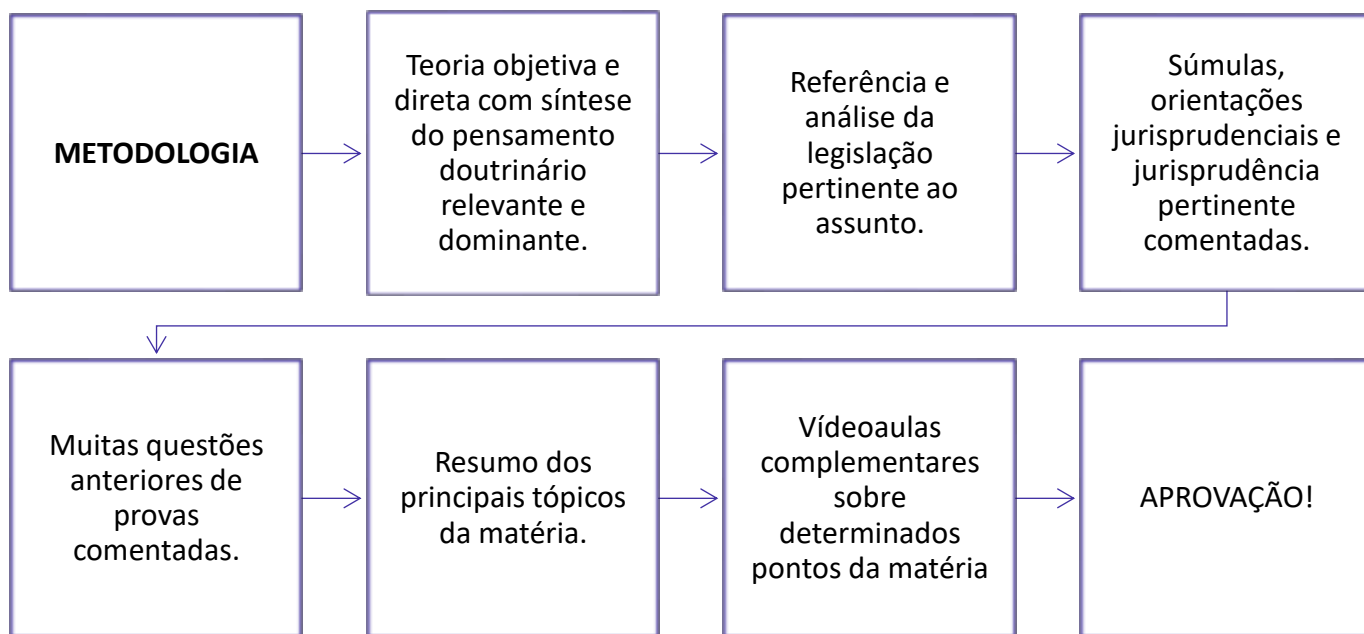 METODOLOGIA
Teoria objetiva e
direta com síntese
do pensamento
doutrinário
relevante e
dominante.
Referência e
análise da
legislação
pertinente ao
assunto.
Súmulas,
orientações
jurisprudenciais e
jurisprudência
pertinente
comentadas.
Muitas questões
anteriores de
provas
comentadas.
Resumo dos
principais tópicos
da matéria.
Vídeoaulas
complementares
sobre
determinados
pontos da matéria
APROVAÇÃO!